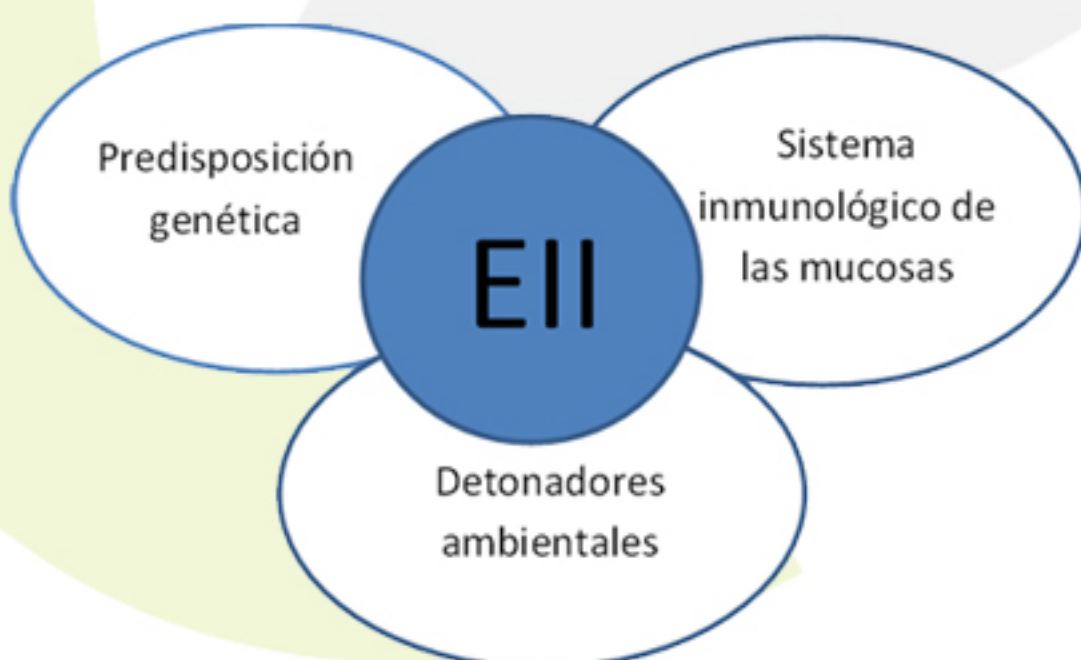 Predisposición
genética
Sistema
inmunológico de
las mucosas
EII
Detonadores
ambientales